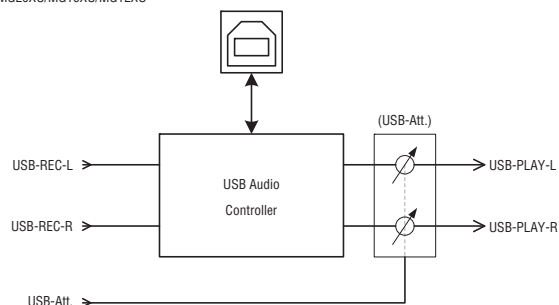 (USB-Att.)
USB-REC-L
USB-PLAY-L
USB Audio
Controller
USB-REC-R
USB-PLAY-R
USB-Att.